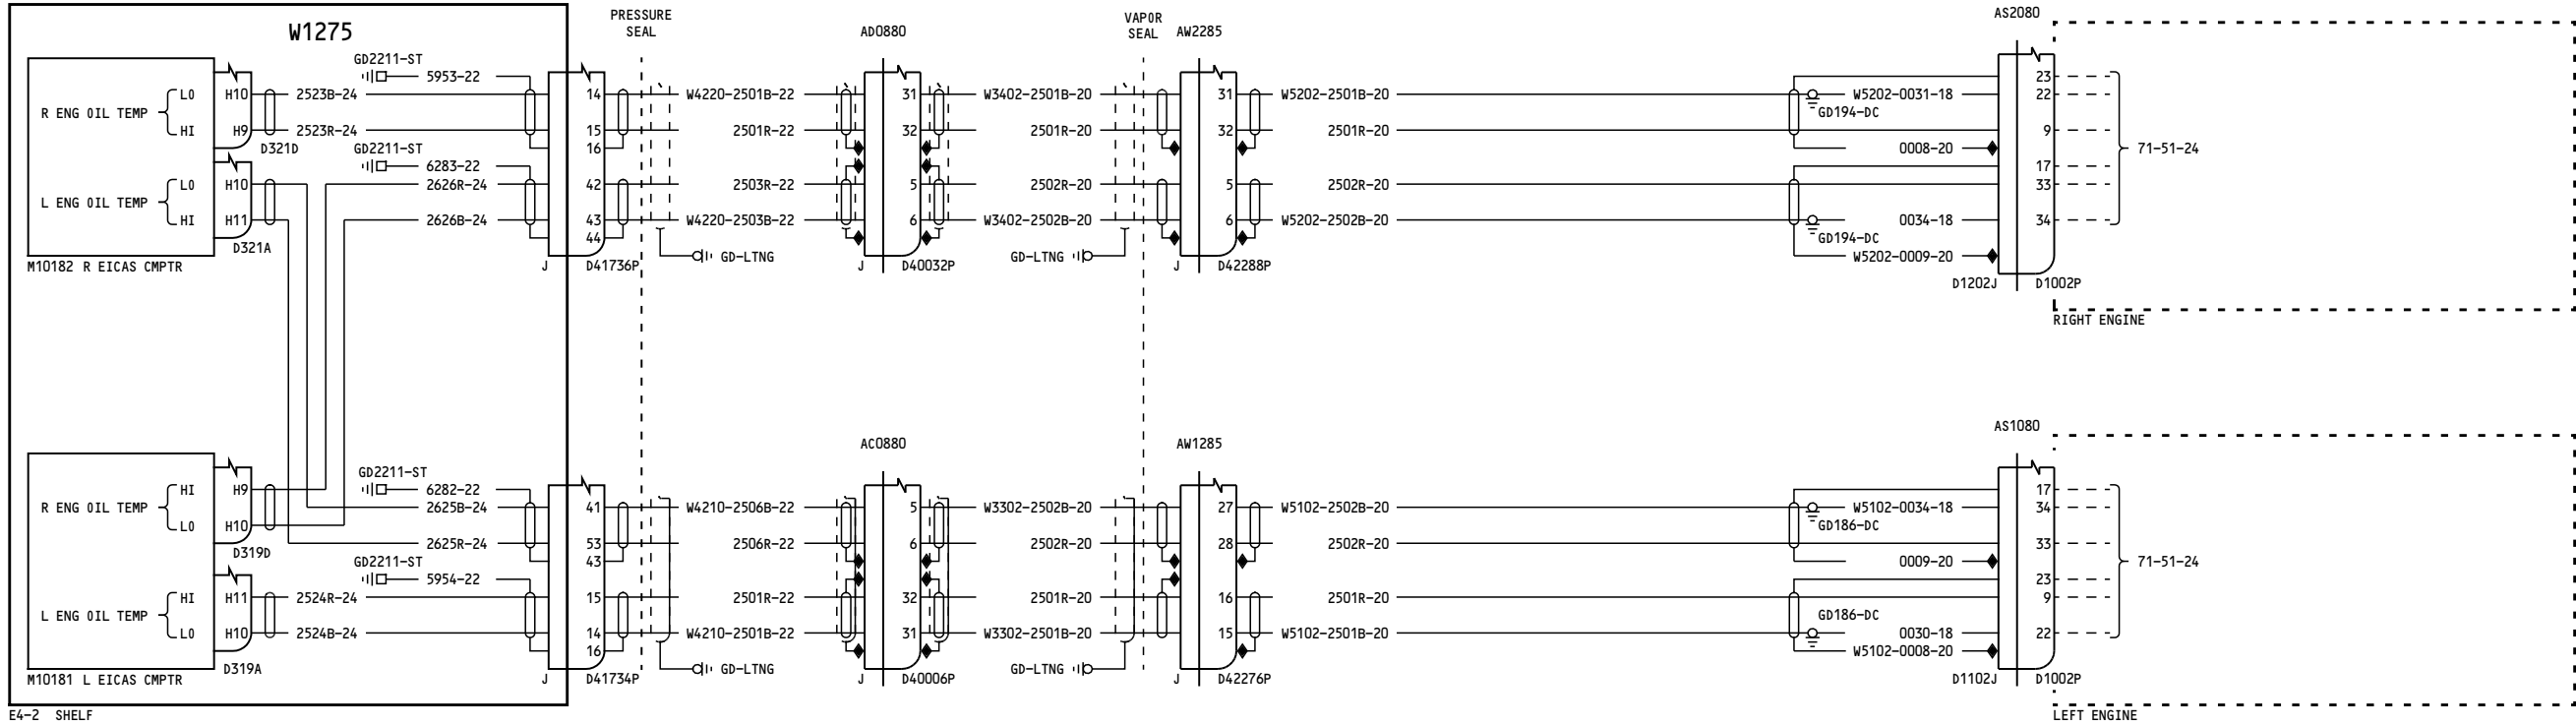 W1275
PRESSURE
SEAL
AD0880
VAPOR
SEAL
AW2285
AS2080
GD2211-ST
5953-22
R ENG OIL TEMP
LO
H10
2523B-24
14
W4220-2501B-22
31
W3402-2501B-20
31
W5202-2501B-20
W5202-0031-18
23
22
GD194-DC
HI
H9
2523R-24
15
2501R-22
32
2501R-20
32
2501R-20
9
D321D
GD2211-ST
16
0008-20
71-51-24
6283-22
17
L ENG OIL TEMP
LO
H10
2626R-24
42
2503R-22
5
2502R-20
5
2502R-20
33
HI
H11
2626B-24
43
W4220-2503B-22
6
W3402-2502B-20
6
W5202-2502B-20
0034-18
34
GD194-DC
D321A
44
GD-LTNG
GD-LTNG
W5202-0009-20
M10182 R EICAS CMPTR
J
D41736P
J
D40032P
J
D42288P
D1202J
D1002P
RIGHT ENGINE
AC0880
AW1285
AS1080
GD2211-ST
R ENG OIL TEMP
HI
H9
6282-22
17
2625B-24
41
W4210-2506B-22
5
W3302-2502B-20
27
W5102-2502B-20
W5102-0034-18
34
LO
H10
GD186-DC
2625R-24
53
2506R-22
6
2502R-20
28
2502R-20
33
D319D
GD2211-ST
43
0009-20
71-51-24
5954-22
23
L ENG OIL TEMP
HI
H11
2524R-24
15
2501R-22
32
2501R-20
16
2501R-20
9
GD186-DC
LO
H10
2524B-24
14
W4210-2501B-22
31
W3302-2501B-20
15
W5102-2501B-20
0030-18
22
16
W5102-0008-20
D319A
GD-LTNG
GD-LTNG
M10181 L EICAS CMPTR
J
D41734P
J
D40006P
J
D42276P
D1102J
D1002P
E4-2 SHELF
LEFT ENGINE